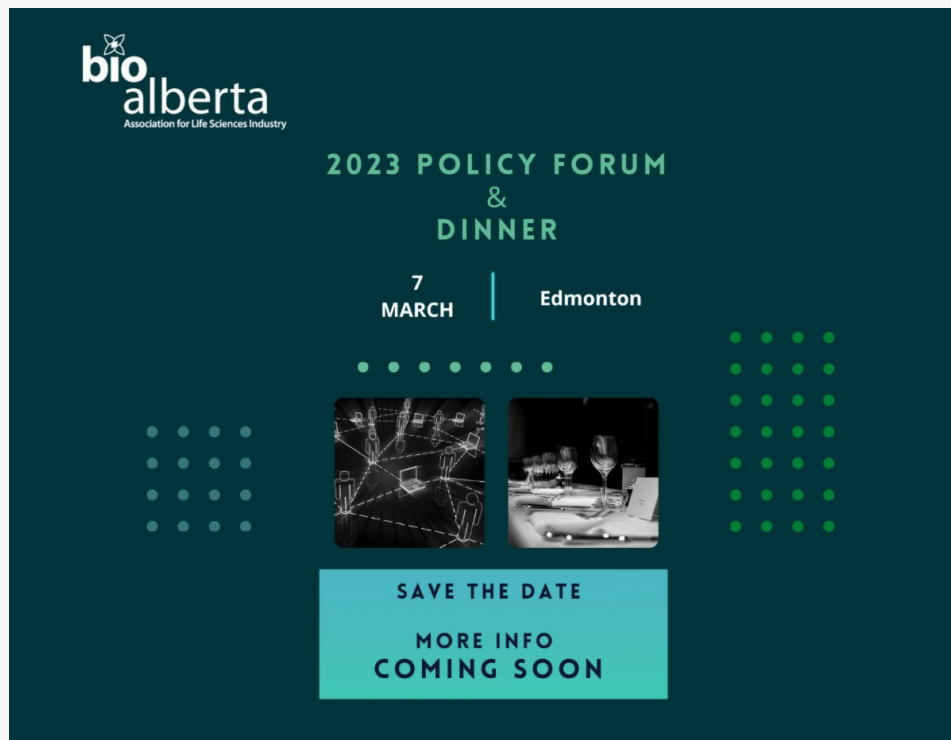 bio
alberta
Association for Life Sciences Industry
2023 POLICY FORUM
&
DINNER
7
MARCH
Edmonton
SAVE THE DATE
MORE INFO
COMING SOON